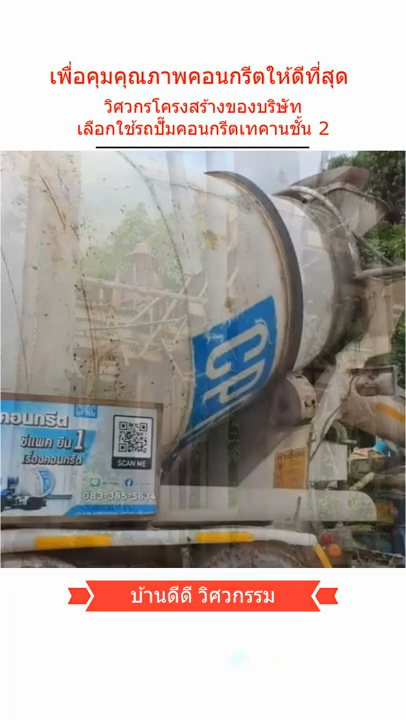 เพื่อคุมคุณภาพคอนกรีตให้ดีที่สุด
วิศวกรโครงสร้างของบริษัท
เลือกใช้รถปั๊มคอนกรีตเทคานชั้น 2
CPAC
คอนกรีต
ซีแพค ยืน 1
เรื่องคอนกรีต
SCAN ME
083-385-5634
บ้านดีดี วิศวกรรม